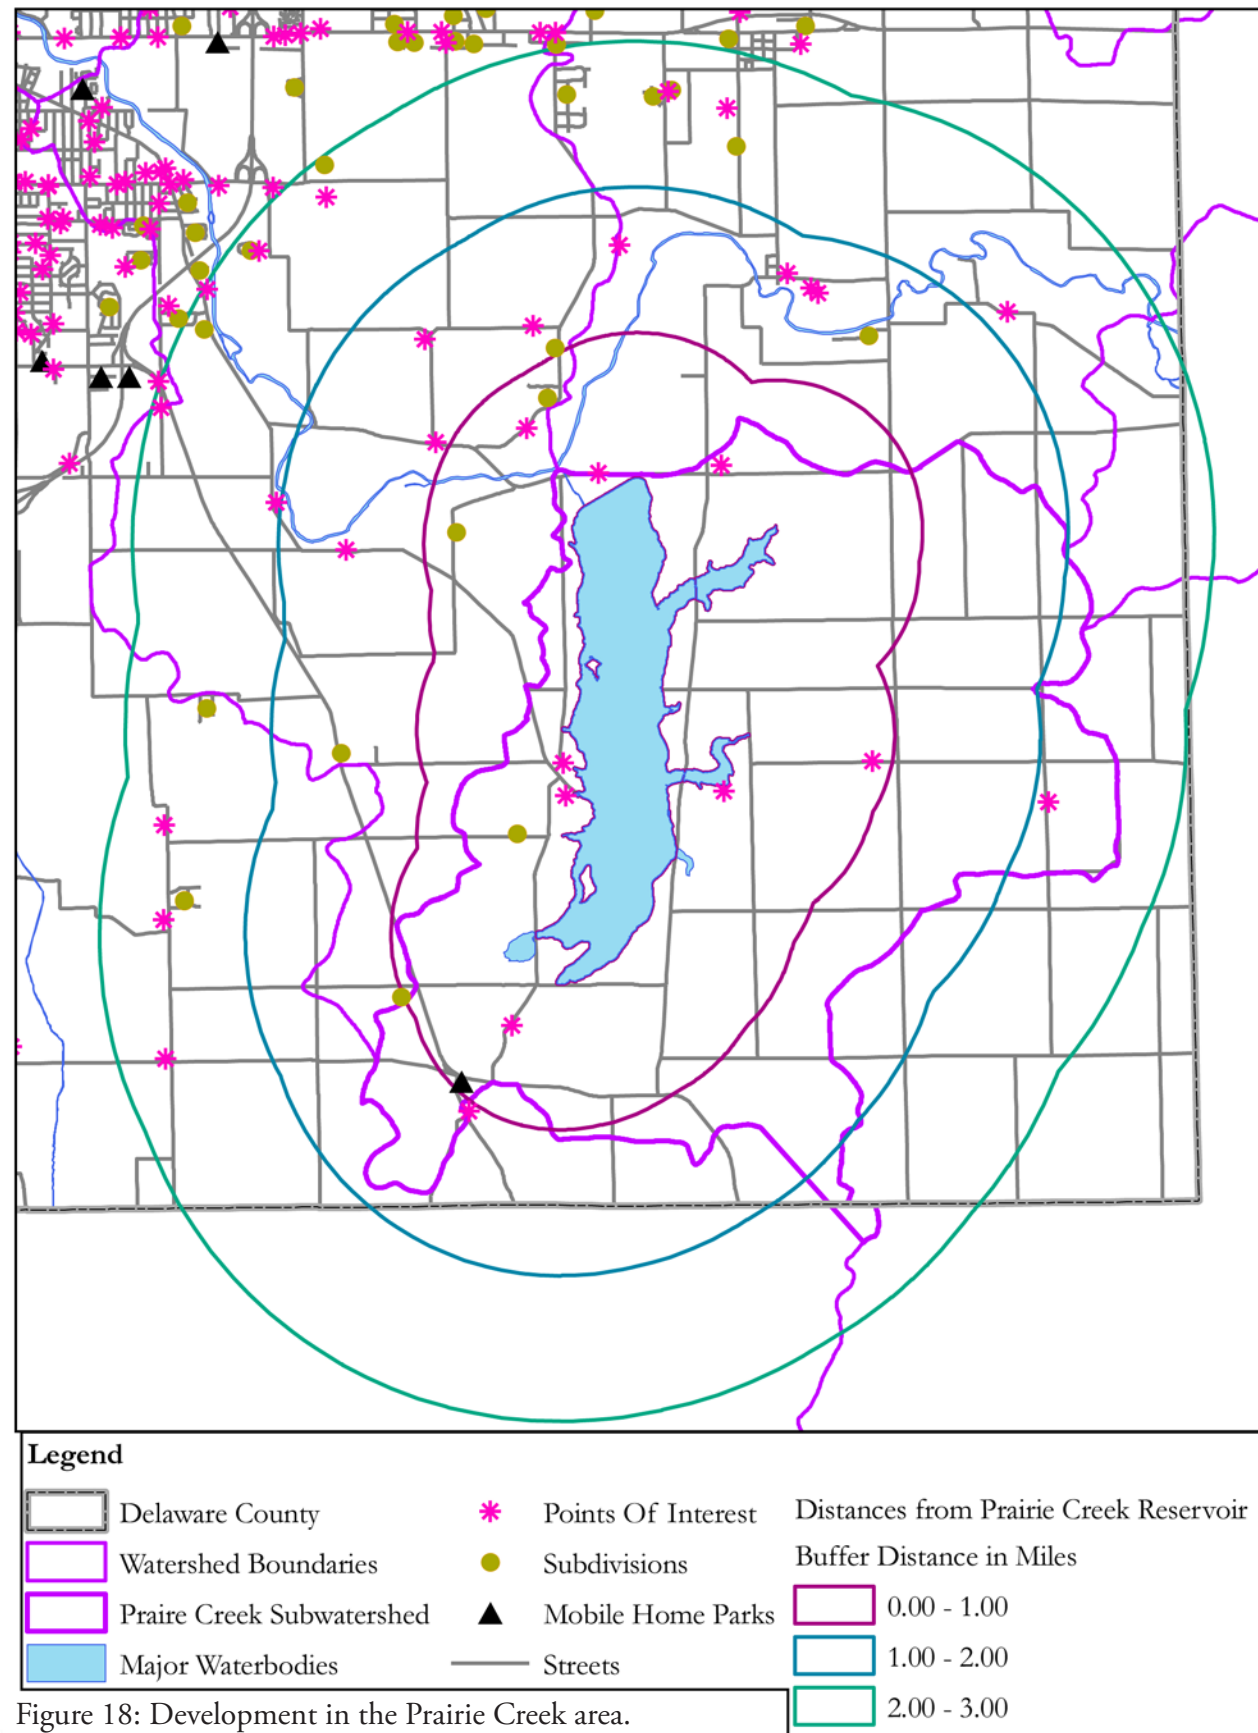 Legend
Delaware County
Watershed Boundaries
Praire Creek Subwatershed
Major Waterbodies
Points Of Interest
Subdivisions
Mobile Home Parks
Streets
Distances from Prairie Creek Reservoir
Buffer Distance in Miles
0.00 - 1.00
1.00 - 2.00
2.00 - 3.00
Figure 18: Development in the Prairie Creek area.